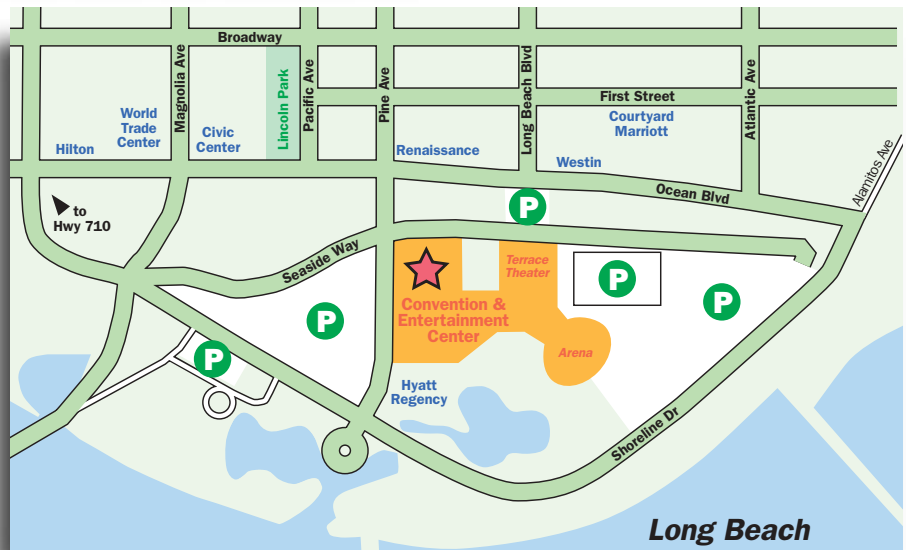 Broadway
Magnolia Ave
Lincoln Park
Pacific Ave
Pine Ave
Long Beach Blvd
Atlantic Ave
First Street
World
Trade
Center
Civic
Center
Courtyard
Marriott
Hilton
Renaissance
Westin
Alamitos Ave
Ocean Blvd
to
Hwy 710
P
Seaside Way
Terrace
Theater
P
P
P
Convention &
Entertainment
Center
P
Arena
Hyatt
Regency
Shoreline Dr
Long Beach